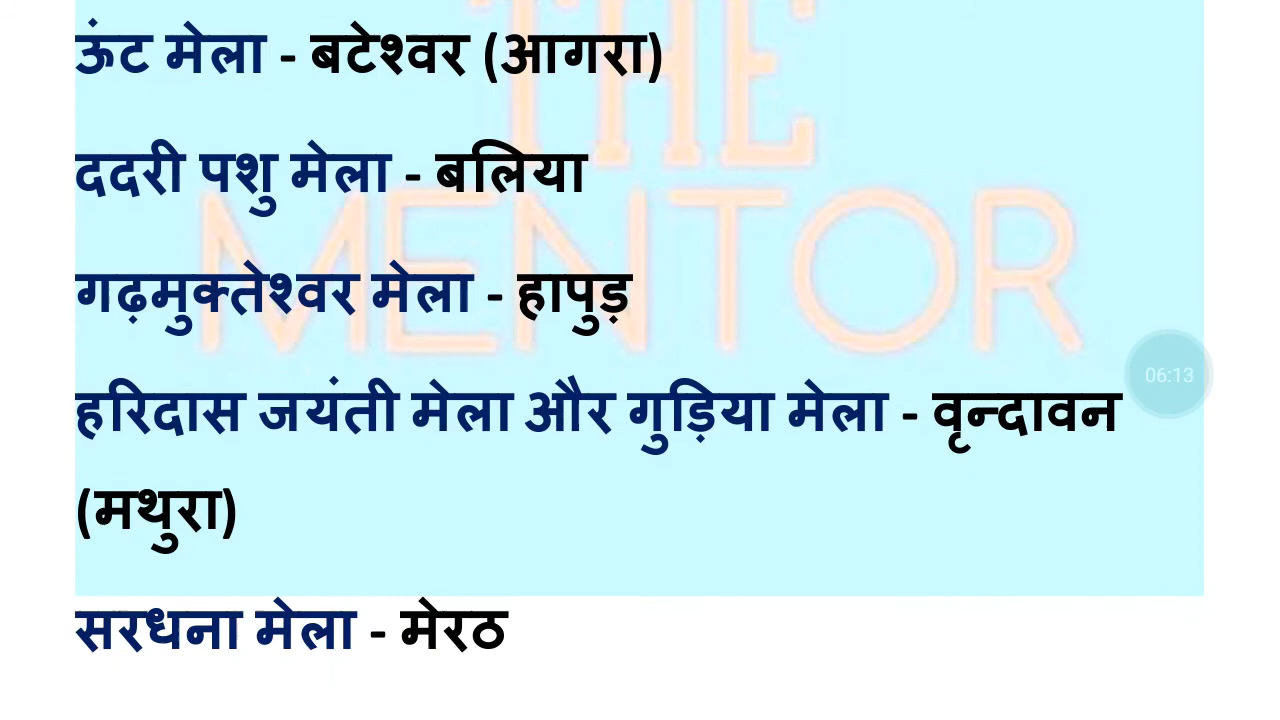 ऊंट मेला - बटेश्वर (आगरा)
ददरी पशु मेला - बलिया
गढ़मुक्तेश्वर मेला - हापुड़
हरिदास जयंती मेला और गुड़िया मेला - वृन्दावन
(मथुरा)
सरधना मेला - मेरठ
THE
MENTOR
06:13